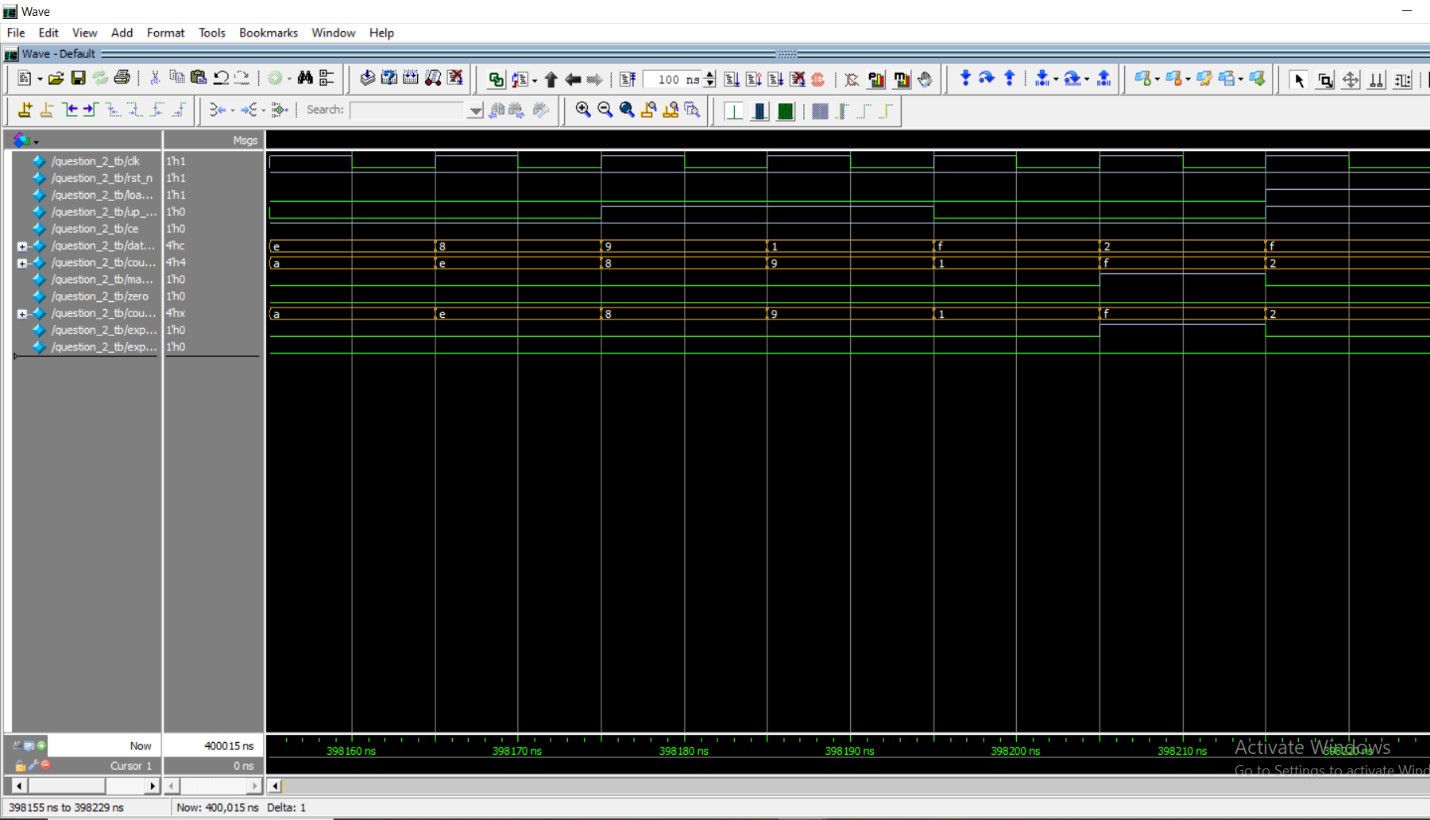 Wave
File Edit View Add Format Tools Bookmarks Window Help
Wave - Default
100 ns
Search:
Msgs
/question_2_tb/clk 1'h1
/question_2_tb/rst_n 1'h1
/question_2_tb/loa... 1'h1
/question_2_tb/up_... 1'h0
/question_2_tb/ce 1'h0
/question_2_tb/dat... 4'hc e 8 9 1 f 2 f
/question_2_tb/cou... 4'h4 a e 8 9 1 f 2
/question_2_tb/ma... 1'h0
/question_2_tb/zero 1'h0
/question_2_tb/cou... 4'hx a e 8 9 1 f 2
/question_2_tb/exp... 1'h0
/question_2_tb/exp... 1'h0
Now 400015 ns 398160 ns 398170 ns 398180 ns 398190 ns 398200 ns 398210 ns 398220 ns
Activate Windows
Cursor 1 0 ns
Go to Settings to activate Wind
398155 ns to 398229 ns Now: 400,015 ns Delta: 1